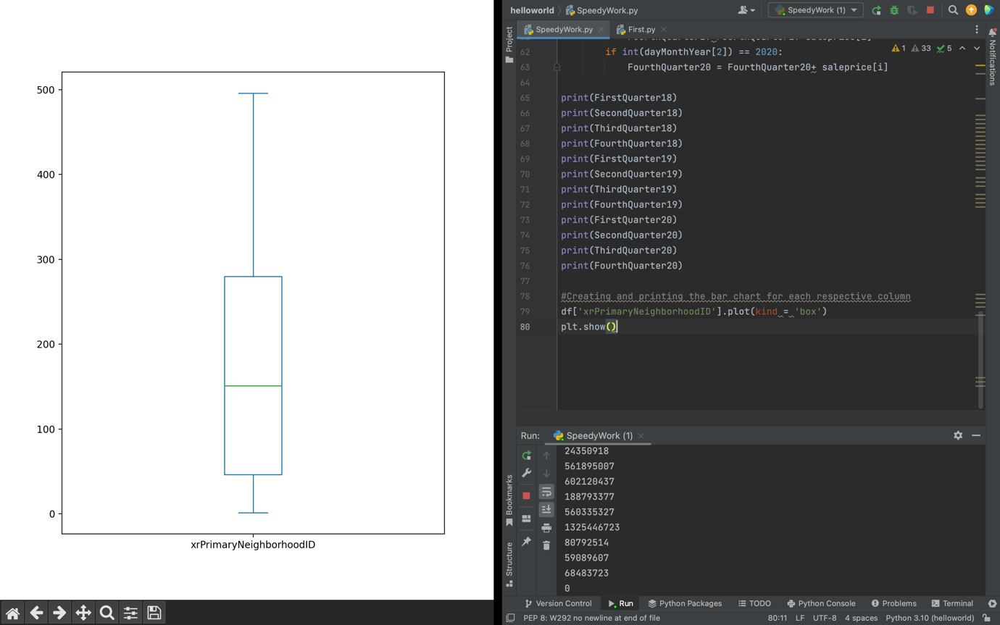 500
400
300
200
100
0
xrPrimaryNeighborhoodID
helloworld SpeedyWork.py SpeedyWork (1)
SpeedyWork.py First.py
Project
Notifications
1 33 5
62 if int(dayMonthYear[2]) == 2020:
63 FourthQuarter20 = FourthQuarter20+ saleprice[i]
64
65 print(FirstQuarter18)
66 print(SecondQuarter18)
67 print(ThirdQuarter18)
68 print(FourthQuarter18)
69 print(FirstQuarter19)
70 print(SecondQuarter19)
71 print(ThirdQuarter19)
72 print(FourthQuarter19)
73 print(FirstQuarter20)
74 print(SecondQuarter20)
75 print(ThirdQuarter20)
76 print(FourthQuarter20)
77
78 #Creating and printing the bar chart for each respective column
79 df['xrPrimaryNeighborhoodID'].plot(kind = 'box')
80 plt.show()
Run: SpeedyWork (1)
24350918
561895007
602120437
188793377
560335327
1325446723
80792514
59089607
68483723
0
Bookmarks
Structure
Version Control Run Python Packages TODO Python Console Problems Terminal
PEP 8: W292 no newline at end of file 80:11 LF UTF-8 4 spaces Python 3.10 (helloworld)